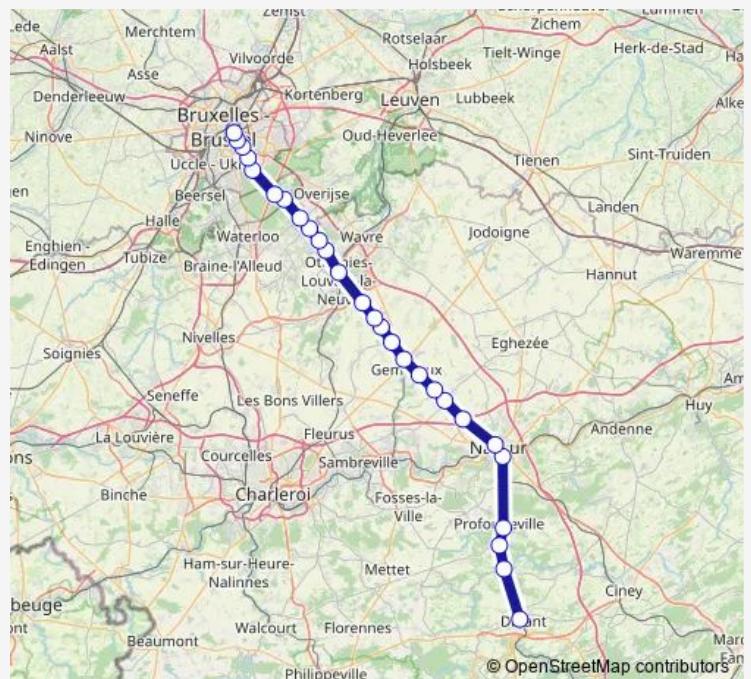 Zemst
Lede
Merchtem
Zichem
Lummen
Rotselaar
Aalst
Tielt-Winge
Herk-de-Stad
Vilvoorde
Holsbeek
Asse
Denderleeuw
Kortenberg
Leuven
Lubbeek
Bruxelles -
Ninove
Oud-Heverlee
Tienen
Sint-Truiden
Beersel
Overijse
Landen
Halle
Waterloo
Wavre
Jodoigne
Enghien -
Edingen
Tubize
Braine-l'Alleud
Waremme
Hannut
Nivelles
Eghezée
Soignies
Seneffe
Les Bons Villers
Huy
La Louvière
Fleurus
Andenne
Courcelles
Sambreville
Binche
Charleroi
Fosses-la-
Ville
Ham-sur-Heure-
Nalinnes
Mettet
Ciney
Beaumont
Walcourt
Florennes
Philippeville
© OpenStreetMap contributors